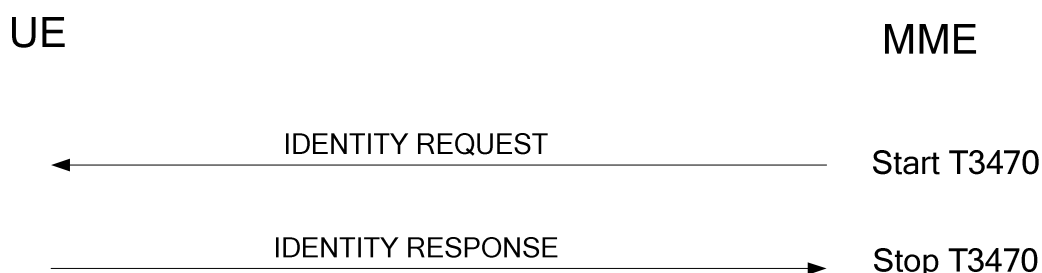 UE
MME
IDENTITY REQUEST
Start T3470
IDENTITY RESPONSE
Stop T3470